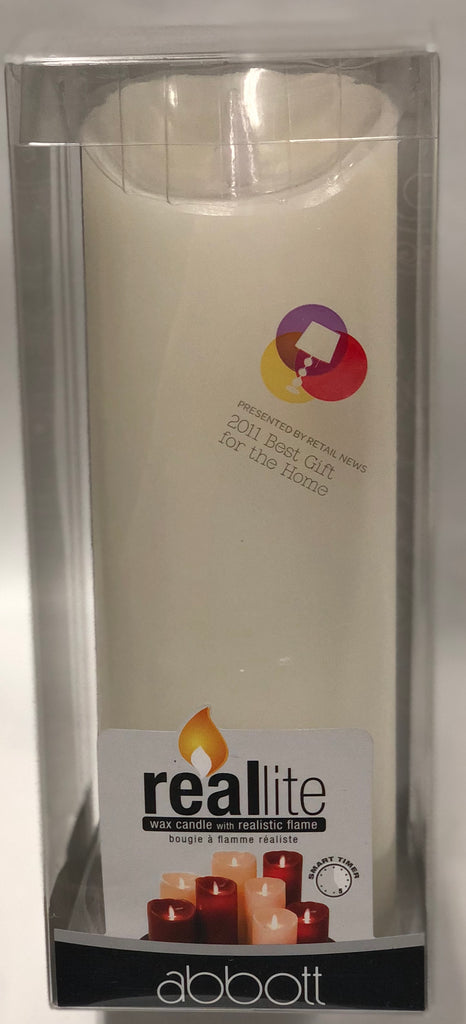 PRESENTED BY RETAIL NEWS
2011 Best Gift
for the Home
reallite
wax candle with realistic flame
bougie à flamme réaliste
SMART TIMER
5
abbott